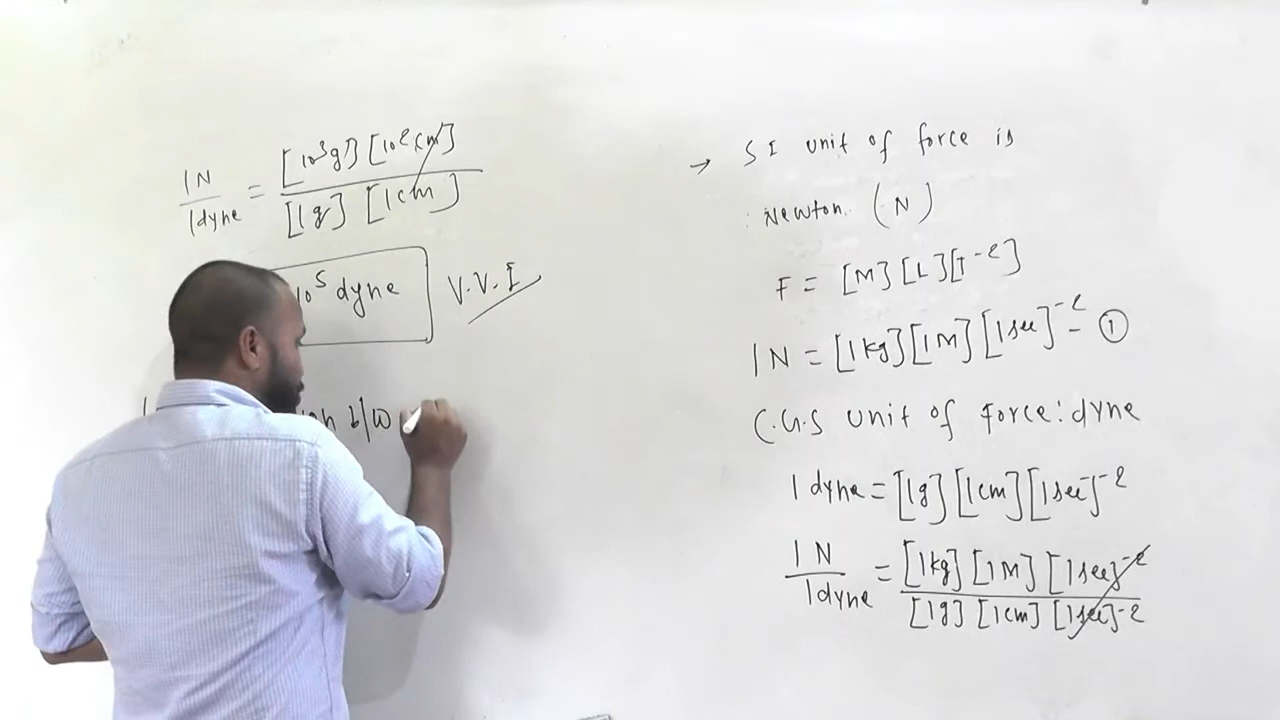 1N / 1dyne = [10³g] [10²cm] / [1g] [1cm]
10⁵ dyne V.V.I
b/w
→ SI unit of force is
Newton. (N)
F = [M] [L] [T⁻²]
1N = [1kg] [1M] [1sec]⁻² - ①
C.G.S unit of Force: dyne
1 dyne = [1g] [1cm] [1sec]⁻²
1 N / 1dyne = [1kg] [1M] [1sec]⁻² / [1g] [1cm] [1sec]⁻²